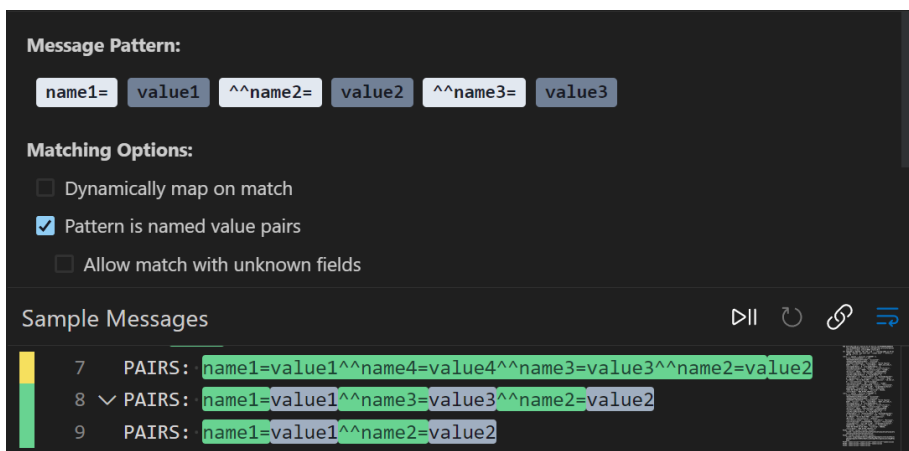 Message Pattern:
name1= value1 ^^name2= value2 ^^name3= value3
Matching Options:
Dynamically map on match
Pattern is named value pairs
Allow match with unknown fields
Sample Messages
7 PAIRS: name1=value1^^name4=value4^^name3=value3^^name2=value2
8 PAIRS: name1=value1^^name3=value3^^name2=value2
9 PAIRS: name1=value1^^name2=value2